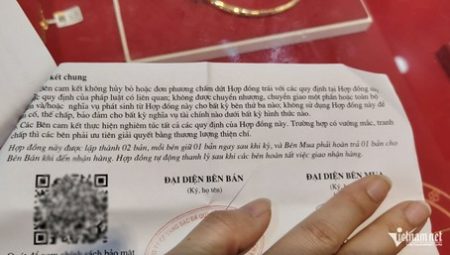 kết chung
Bên cam kết không hủy bỏ hoặc đơn phương chấm dứt Hợp đồng trái với các quy định tại Hợp đồng
quy định của pháp luật có liên quan; không được chuyển nhượng, chuyển giao một phần hoặc toàn bộ
và/hoặc nghĩa vụ phát sinh từ Hợp đồng này cho bất kỳ bên thứ ba nào; không sử dụng Hợp đồng này để
cố, thế chấp, bảo đảm cho bất kỳ nghĩa vụ tài chính nào dưới bất kỳ hình thức nào.
Các Bên cam kết thực hiện nghiêm túc tất cả các quy định của Hợp đồng này. Trường hợp có vướng mắc, tranh
chấp thì các bên phải ưu tiên giải quyết bằng thương lượng thiện chí.
Hợp đồng này được lập thành 02 bản, mỗi bên giữ 01 bản ngay sau khi ký, và Bên Mua phải hoàn trả 01 bản cho
Bên Bán khi đến nhận hàng. Hợp đồng tự động thanh lý sau khi các bên hoàn tất việc giao nhận hàng.
ĐẠI DIỆN BÊN BÁN
(Ký, họ tên)
ĐẠI DIỆN BÊN MUA
(Ký, họ
chính sách bảo mật
vietnamnet